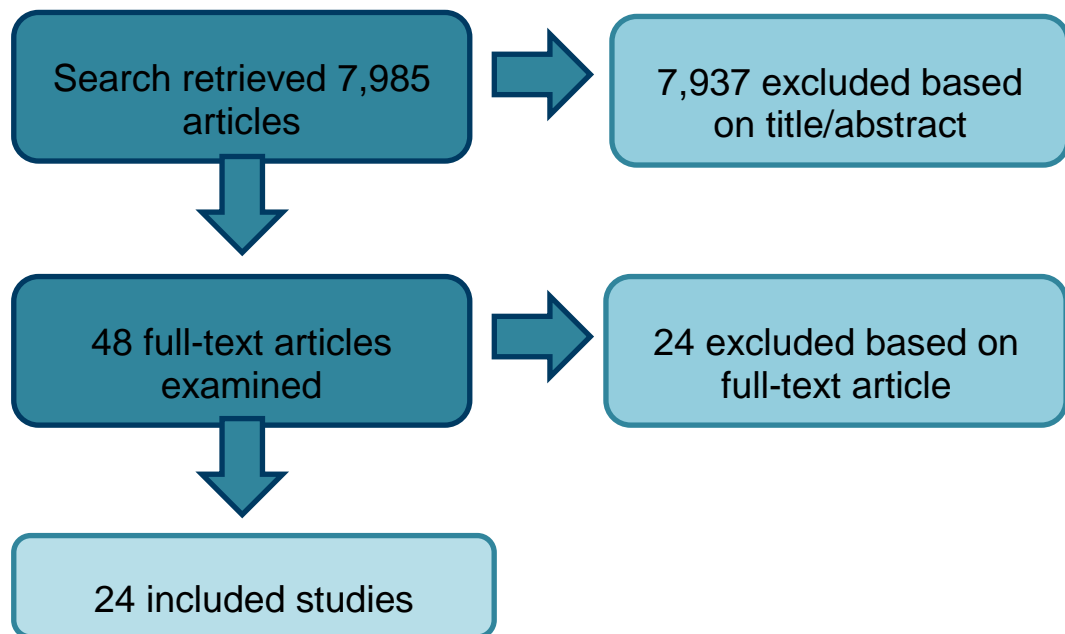 Search retrieved 7,985
articles
7,937 excluded based
on title/abstract
48 full-text articles
examined
24 excluded based on
full-text article
24 included studies